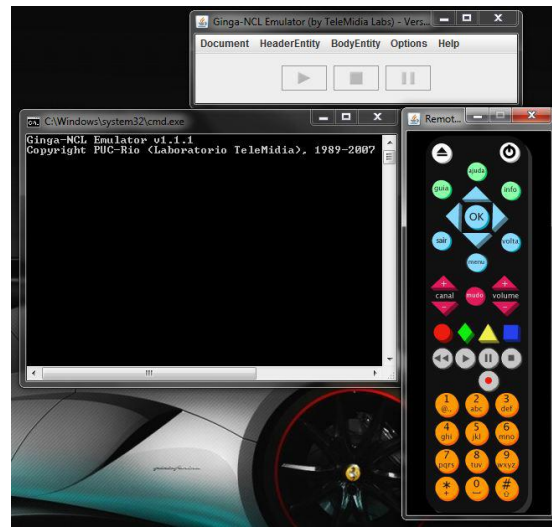 Ginga-NCL Emulator (by TeleMidia Labs) - Vers...
Document HeaderEntity BodyEntity Options Help
C:\Windows\system32\cmd.exe
Ginga-NCL Emulator v1.1.1
Copyright PUC-Rio (Laboratorio TeleMidia), 1989-2007
Remot...
ajuda
guia
info
OK
sair
volta
menu
+ +
canal mudo volume
- -
1 2 3
@., abc def
4 5 6
ghi jkl mno
7 8 9
pqrs tuv wxyz
* 0 #
+